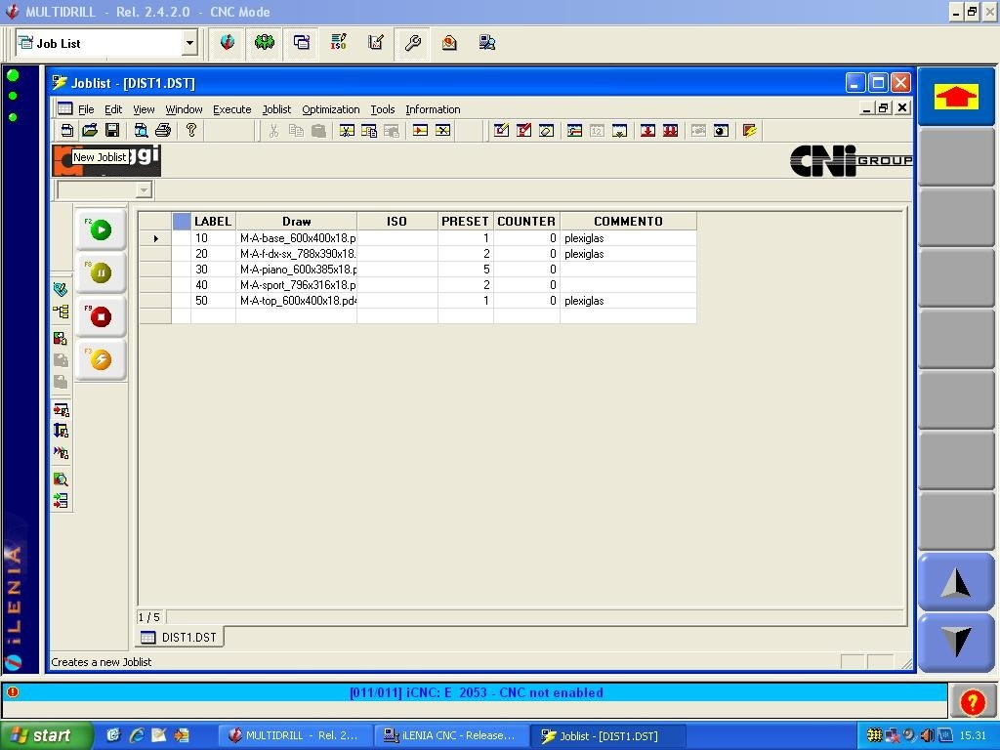 MULTIDRILL - Rel. 2.4.2.0 - CNC Mode
Job List
ISO
Joblist - [DIST1.DST]
File Edit View Window Execute Joblist Optimization Tools Information
New Joblist
ggi
CNi GROUP
LABEL Draw ISO PRESET COUNTER COMMENTO
10 M-A-base_600x400x18.p 1 0 plexiglas
20 M-A-f-dx-sx_788x390x18. 2 0 plexiglas
30 M-A-piano_600x385x18.p 5 0
40 M-A-sport_796x316x18.p 2 0
50 M-A-top_600x400x18.pd4 1 0 plexiglas
F2
F8
F9
F3
1 / 5
DIST1.DST
Creates a new Joblist
iLENIA
[011/011] iCNC: E 2053 - CNC not enabled
start
MULTIDRILL - Rel. 2...
iLENIA CNC - Release...
Joblist - [DIST1.DST]
15.31